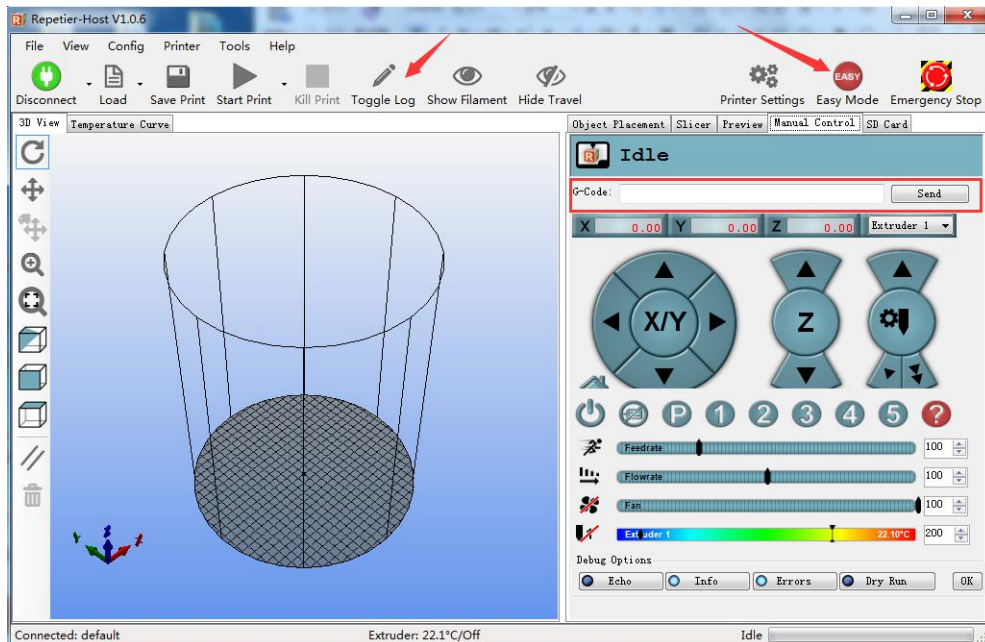 Repetier-Host V1.0.6
File View Config Printer Tools Help
Disconnect Load Save Print Start Print Kill Print Toggle Log Show Filament Hide Travel Printer Settings Easy Mode Emergency Stop
EASY
3D View Temperature Curve
Object Placement Slicer Preview Manual Control SD Card
Idle
G-Code: Send
X 0.00 Y 0.00 Z 0.00 Extruder 1
X/Y Z
P 1 2 3 4 5 ?
Feedrate 100
Flowrate 100
Fan 100
Extruder 1 22.10°C 200
Debug Options
Echo Info Errors Dry Run OK
Connected: default Extruder: 22.1°C/Off Idle